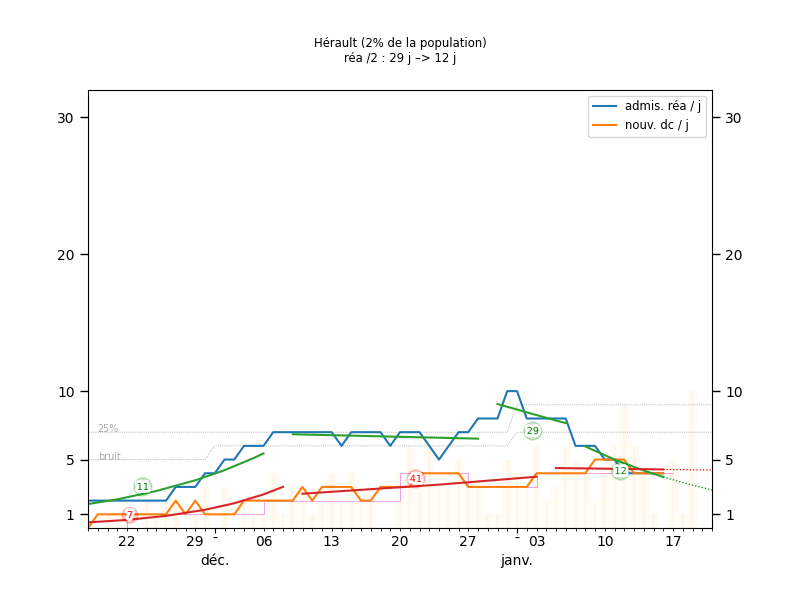 Hérault (2% de la population)
réa /2 : 29 j –> 12 j
admis. réa / j
nouv. dc / j
30 30
20 20
10 10
5 5
1 1
25%
bruit
11
7
41
29
12
22 29 - 06 13 20 27 - 03 10 17
déc. janv.